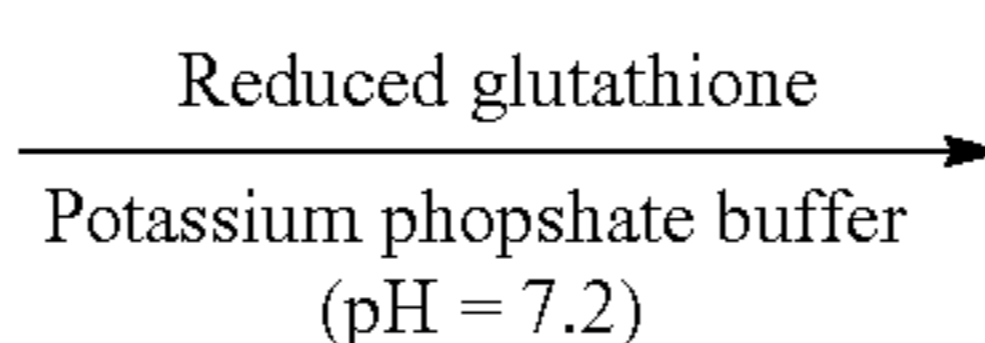 Reduced glutathione
Potassium phopshate buffer
(pH = 7.2)